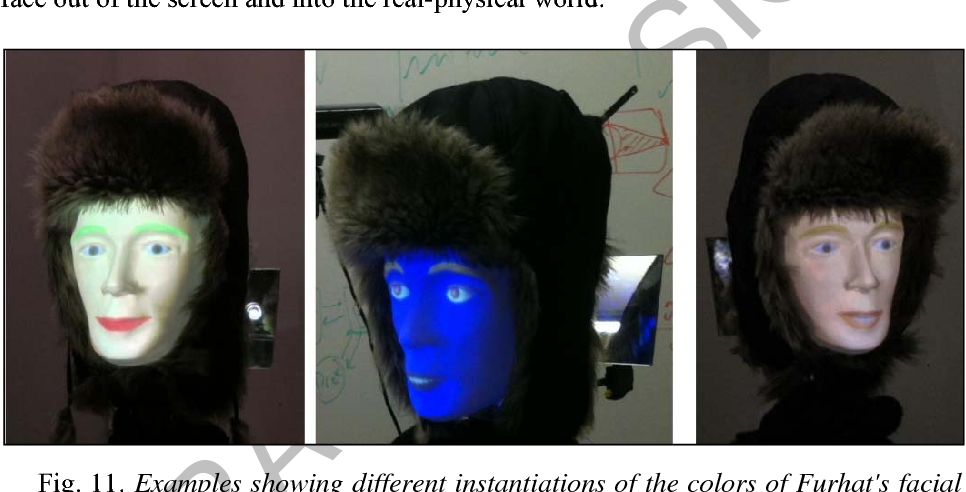 face out of the screen and into the real-physical world.
Fig. 11. Examples showing different instantiations of the colors of Furhat's facial